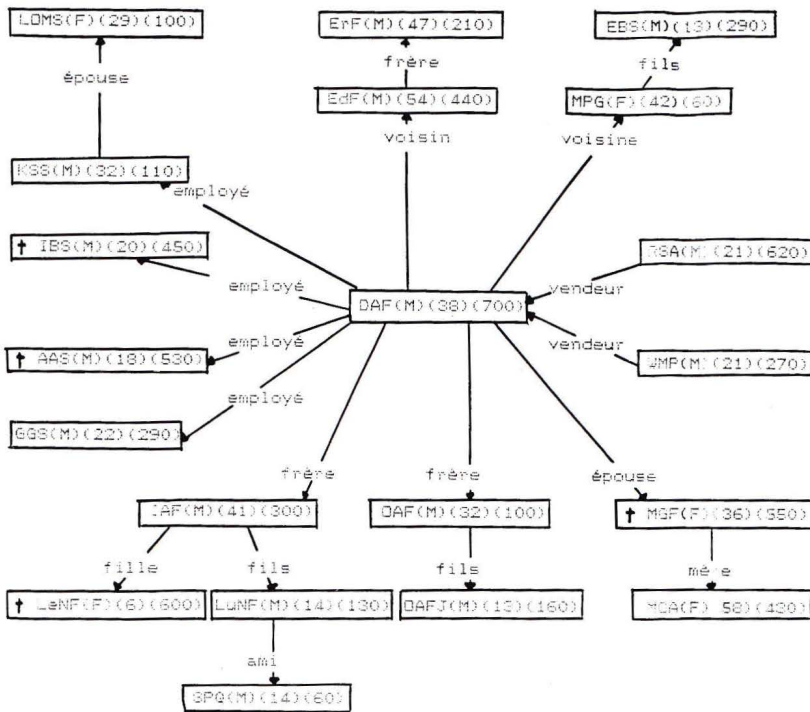 LOMS(F)(29)(100)
ErF(M)(47)(210)
EBS(M)(13)(290)
épouse
frère
fils
EdF(M)(54)(440)
MPG(F)(42)(60)
voisin
voisine
KSS(M)(32)(110)
employé
† IBS(M)(20)(450)
RSA(M)(21)(620)
employé
vendeur
DAF(M)(38)(700)
† AAS(M)(18)(530)
employé
vendeur
WMP(M)(21)(270)
employé
GGS(M)(22)(290)
frère
frère
épouse
IAF(M)(41)(300)
OAF(M)(32)(100)
† MGF(F)(36)(550)
fille
fils
fils
mère
† LeNF(F)(6)(600)
LuNF(M)(14)(130)
OAFJ(M)(13)(160)
MOA(F) 58)(430)
ami
SPQ(M)(14)(60)